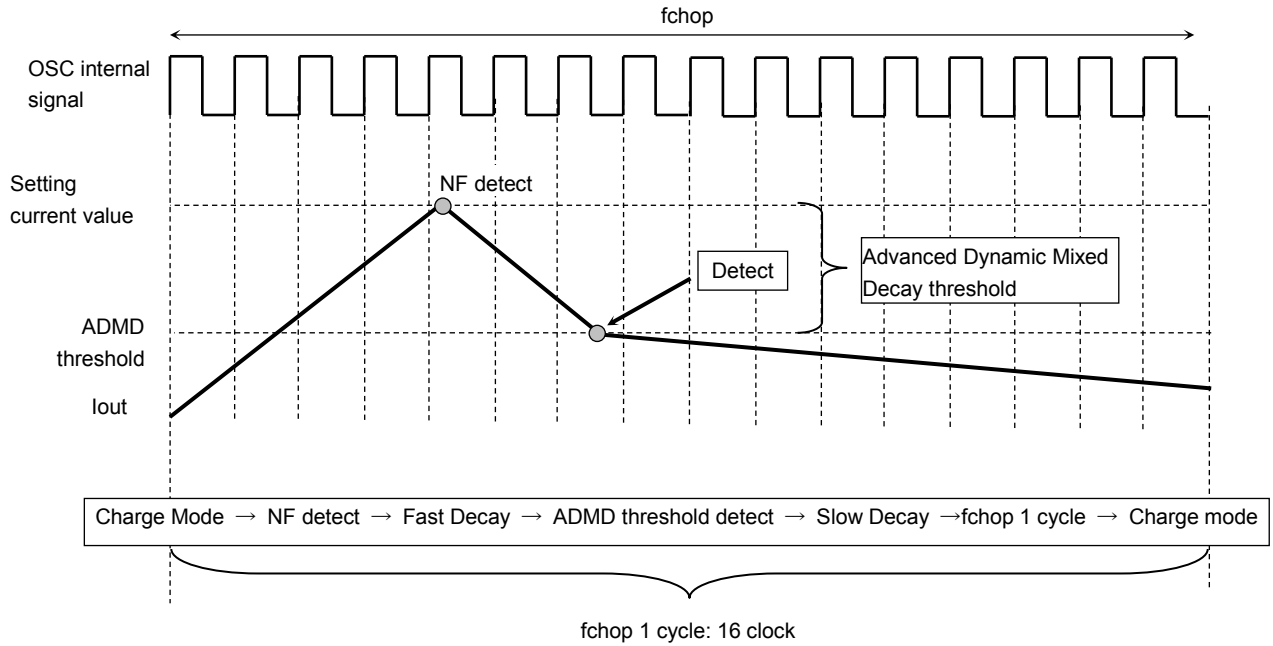 fchop
OSC internal
signal
Setting
current value
NF detect
Detect
Advanced Dynamic Mixed
Decay threshold
ADMD
threshold
Iout
Charge Mode → NF detect → Fast Decay → ADMD threshold detect → Slow Decay →fchop 1 cycle → Charge mode
fchop 1 cycle: 16 clock